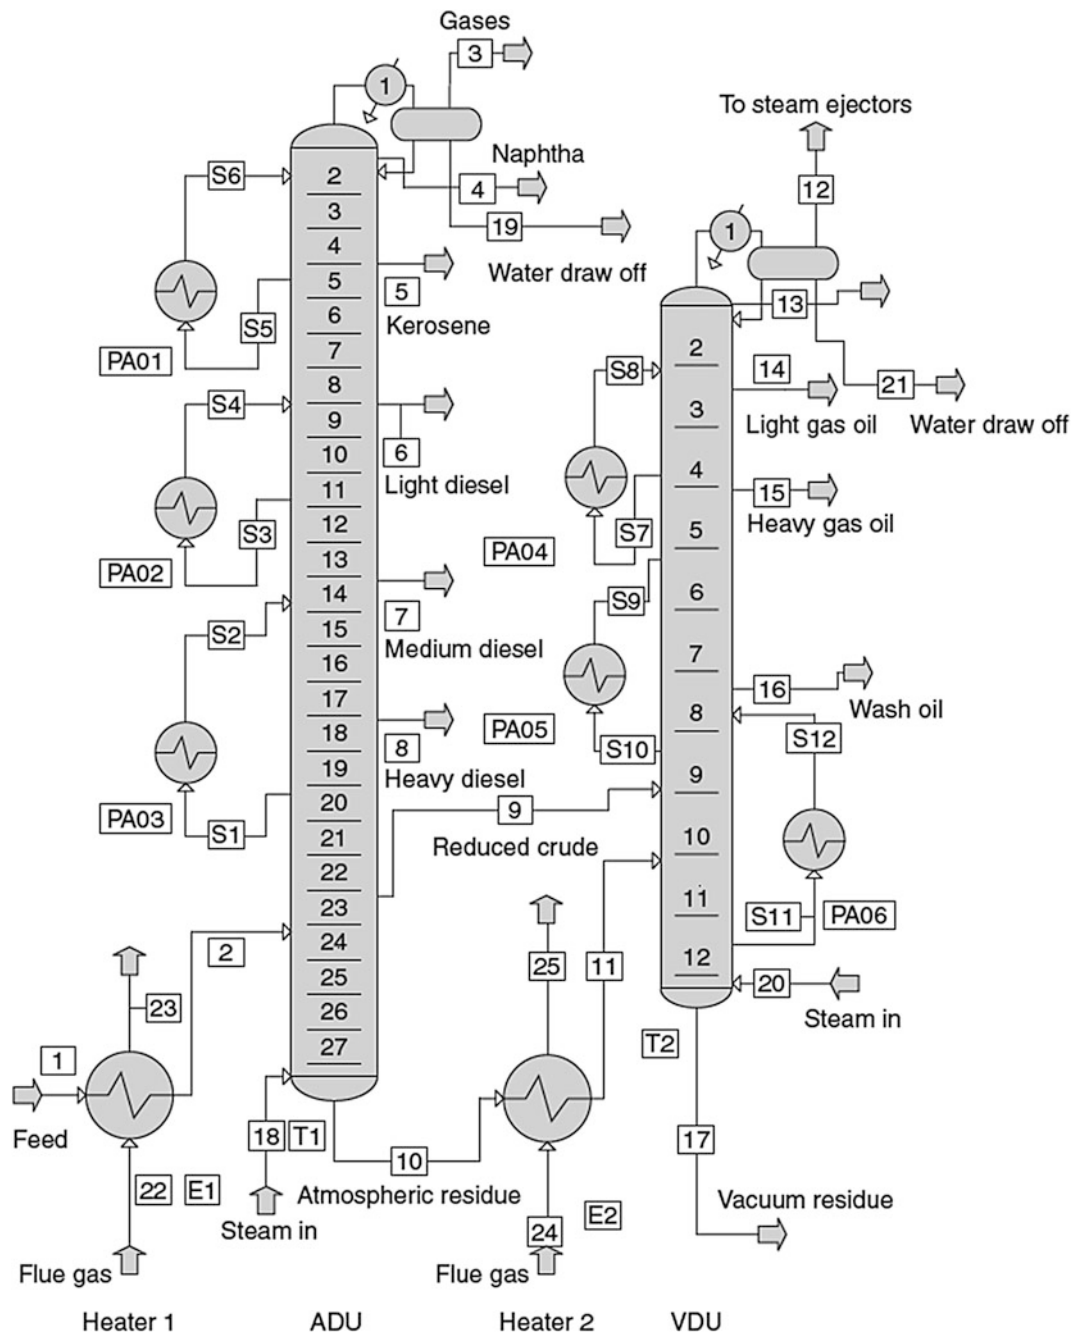 Gases
3
1
To steam ejectors
Naphtha
S6
2
4
12
3
19
1
4
Water draw off
5
5
13
S5
6
Kerosene
PA01
7
2
14
S8
21
S4
8
3
Light gas oil
Water draw off
9
6
10
4
Light diesel
15
11
Heavy gas oil
S3
12
S7
5
PA04
13
PA02
14
6
S9
7
S2
15
Medium diesel
7
16
16
17
Wash oil
8
PA05
18
S12
8
S10
19
Heavy diesel
9
20
9
PA03
S1
21
10
Reduced crude
22
11
23
S11
PA06
24
2
12
25
25
11
20
23
26
Steam in
27
T2
1
Feed
18
T1
17
10
22
E1
Atmospheric residue
Vacuum residue
Steam in
24
E2
Flue gas
Flue gas
Heater 1
ADU
Heater 2
VDU